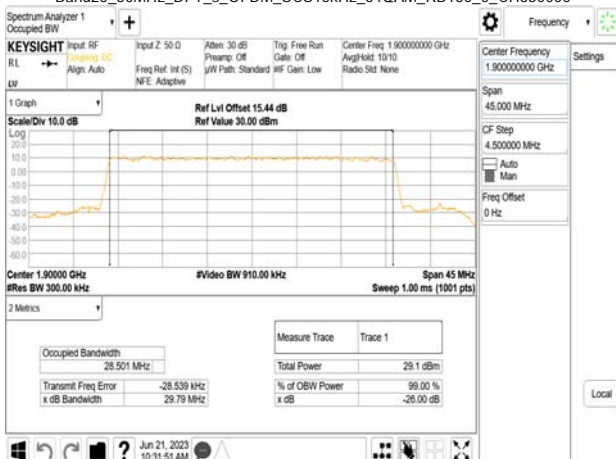 Spectrum Analyzer 1
Occupied BW
Frequency
KEYSIGHT
Input: RF
Coupling: DC
Align: Auto
Input Z: 50 Ω
Freq Ref: Int (S)
NFE: Adaptive
Atten: 30 dB
Preamp: Off
µW Path: Standard
Trig: Free Run
Gate: Off
#IF Gain: Low
Center Freq: 1.900000000 GHz
Avg|Hold: 10/10
Radio Std: None
RL
1 Graph
Scale/Div 10.0 dB
Ref Lvl Offset 15.44 dB
Ref Value 30.00 dBm
Log
20.0
10.0
0.00
-10.0
-20.0
-30.0
-40.0
-50.0
-60.0
Center 1.90000 GHz
#Res BW 300.00 kHz
#Video BW 910.00 kHz
Span 45 MHz
Sweep 1.00 ms (1001 pts)
2 Metrics
Measure Trace Trace 1
Occupied Bandwidth
28.501 MHz
Total Power 29.1 dBm
Transmit Freq Error -28.539 kHz
% of OBW Power 99.00 %
x dB Bandwidth 29.79 MHz
x dB -26.00 dB
Center Frequency
1.900000000 GHz
Settings
Span
45.000 MHz
CF Step
4.500000 MHz
Auto
Man
Freq Offset
0 Hz
Local
Jun 21, 2023
10:31:51 AM